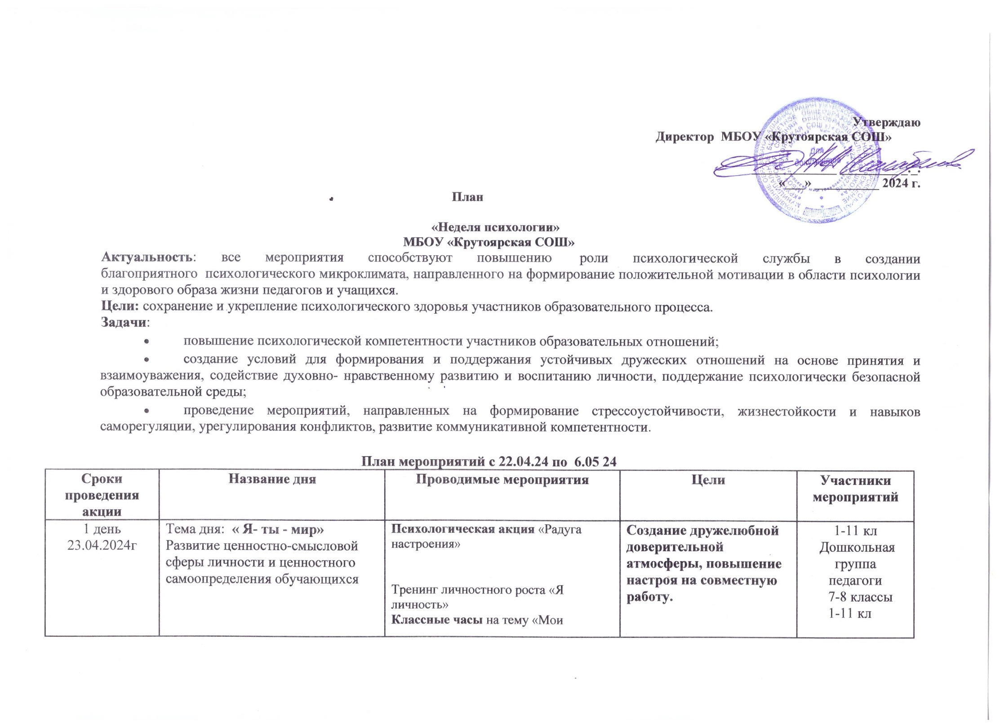 Утверждаю
Директор  МБОУ «Крутоярская СОШ»
Для
документов
«___» __________ 2024 г.
План
«Неделя психологии»
МБОУ «Крутоярская СОШ»
Актуальность: все мероприятия способствуют повышению роли психологической службы в создании
благоприятного  психологического микроклимата, направленного на формирование положительной мотивации в области психологии
и здорового образа жизни педагогов и учащихся.
Цели: сохранение и укрепление психологического здоровья участников образовательного процесса.
Задачи:
• повышение психологической компетентности участников образовательных отношений;
• создание условий для формирования и поддержания устойчивых дружеских отношений на основе принятия и
взаимоуважения, содействие духовно- нравственному развитию и воспитанию личности, поддержание психологически безопасной
образовательной среды;
• проведение мероприятий, направленных на формирование стрессоустойчивости, жизнестойкости и навыков
саморегуляции, урегулирования конфликтов, развитие коммуникативной компетентности.
План мероприятий с 22.04.24 по  6.05 24
Сроки
проведения
акции
Название дня
Проводимые мероприятия
Цели
Участники
мероприятий
1 день
23.04.2024г
Тема дня:  « Я- ты - мир»
Развитие ценностно-смысловой
сферы личности и ценностного
самоопределения обучающихся
Психологическая акция «Радуга
настроения»
Тренинг личностного роста «Я
личность»
Классные часы на тему «Мои
Создание дружелюбной
доверительной
атмосферы, повышение
настроя на совместную
работу.
1-11 кл
Дошкольная
группа
педагоги
7-8 классы
1-11 кл